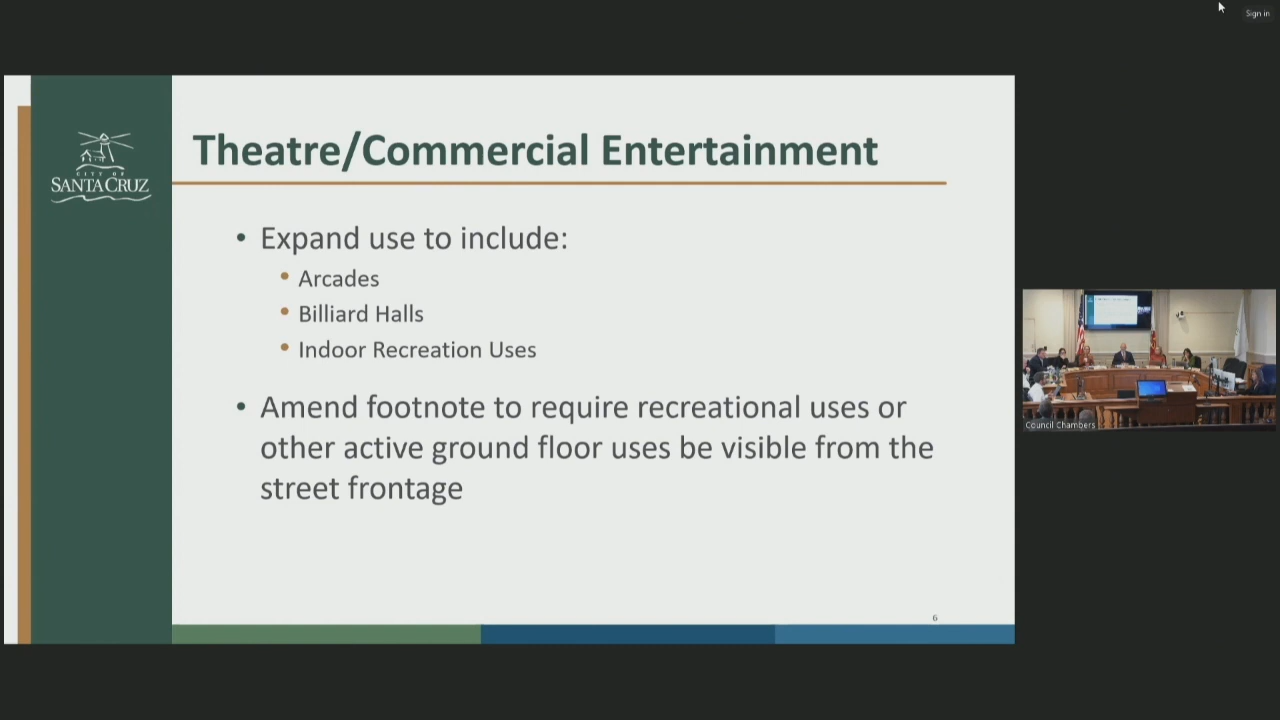 Sign in
Theatre/Commercial Entertainment
CITY OF
SANTA CRUZ
• Expand use to include:
• Arcades
• Billiard Halls
• Indoor Recreation Uses
• Amend footnote to require recreational uses or
other active ground floor uses be visible from the
street frontage
6
Council Chambers